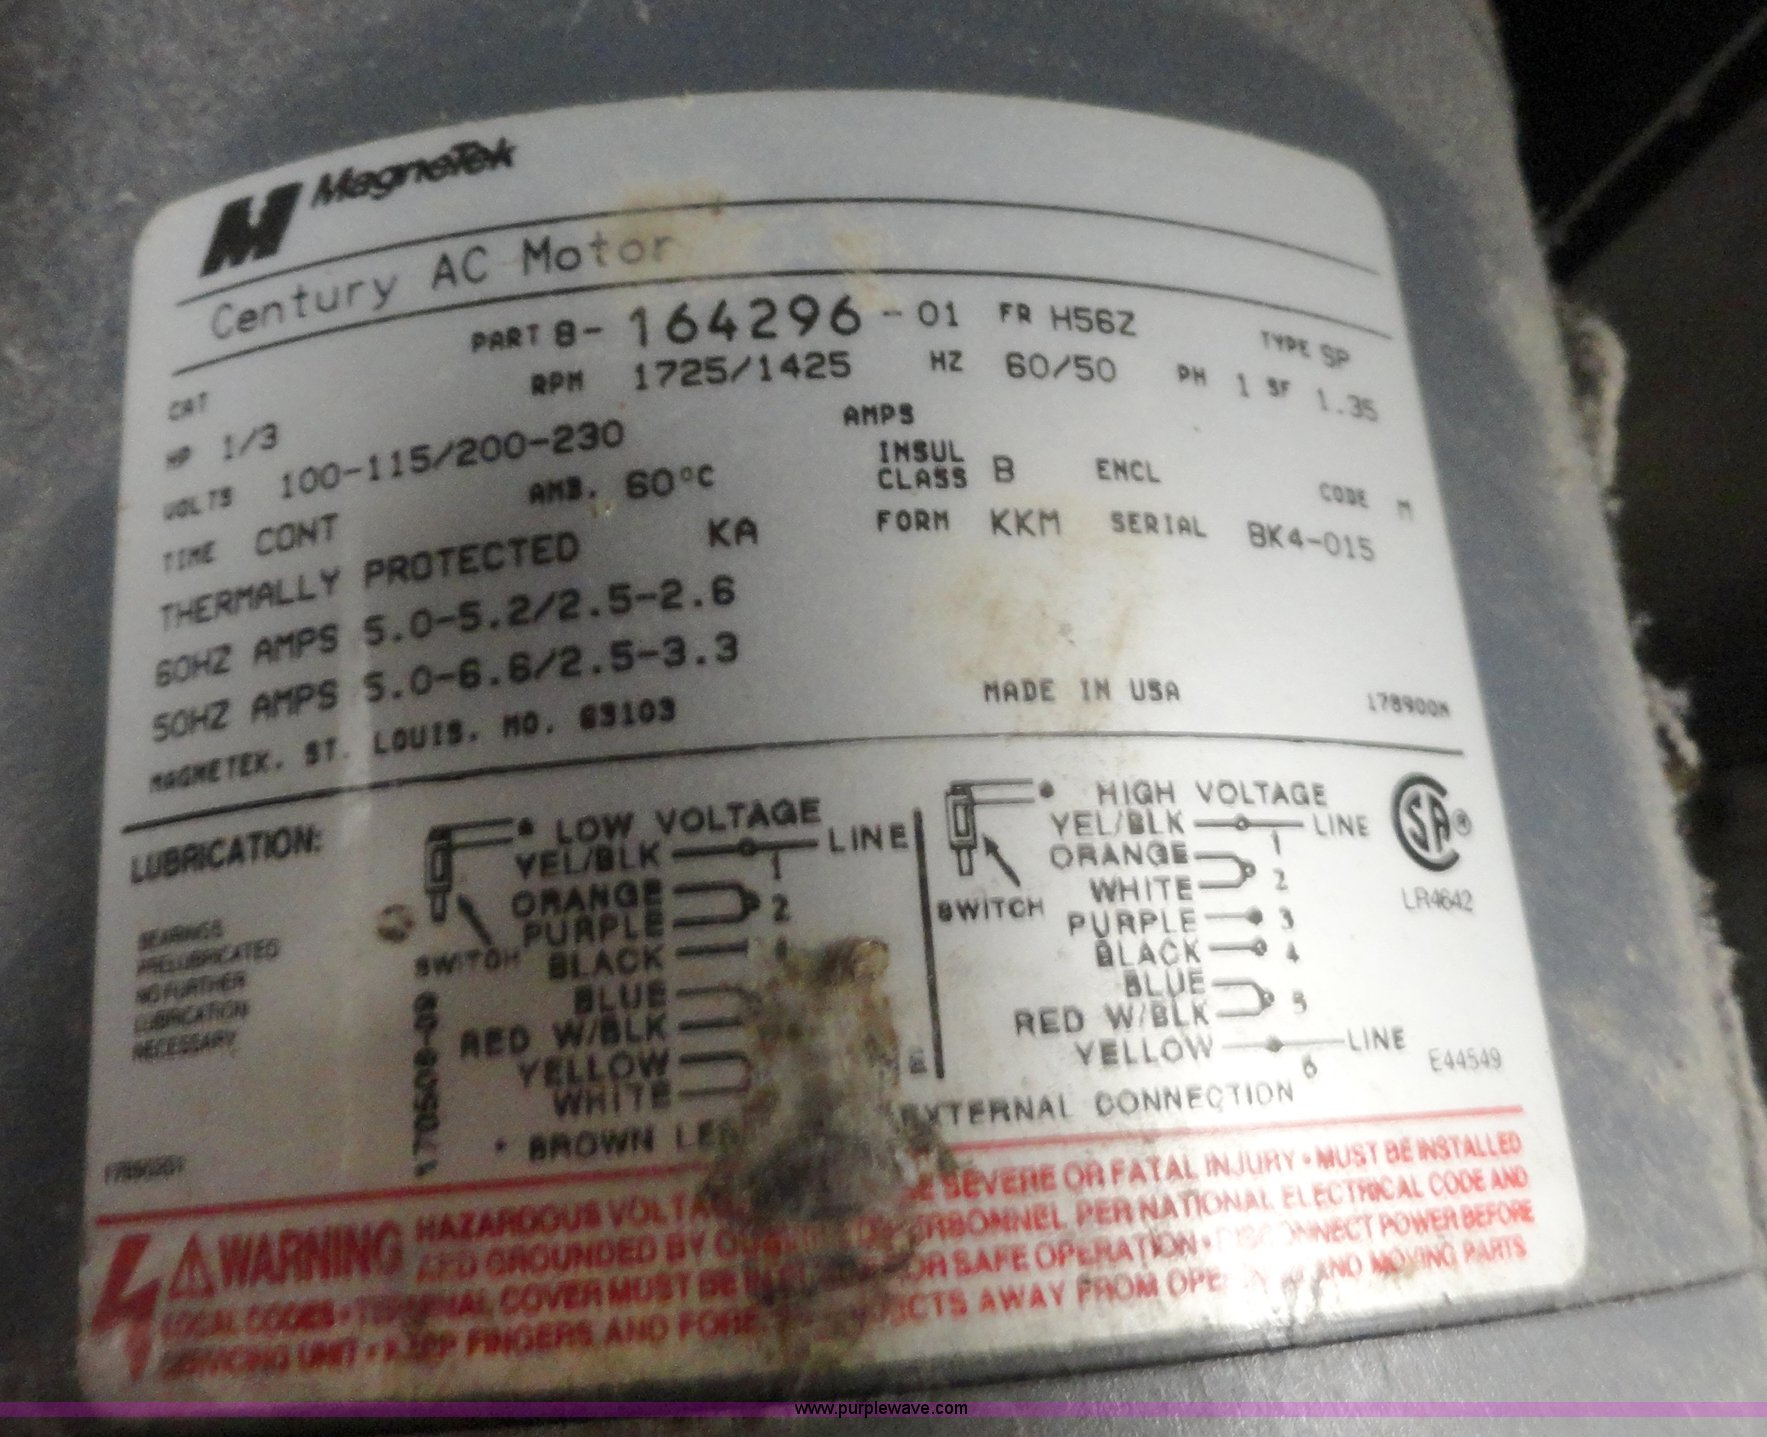 MagneTek
Century AC Motor
PART 8-164296-01 FR H56Z TYPE SP
CAT RPM 1725/1425 HZ 60/50 PH 1 SF 1.35
HP 1/3 AMPS
VOLTS 100-115/200-230 INSUL CLASS B ENCL CODE M
TIME CONT AMB. 60°C
THERMALLY PROTECTED KA FORM KKM SERIAL BK4-015
60HZ AMPS 5.0-5.2/2.5-2.6
50HZ AMPS 5.0-6.6/2.5-3.3
MAGNETEK, ST. LOUIS, MO. 63103 MADE IN USA 178900M
LUBRICATION:
BEARINGS
PRELUBRICATED
NO FURTHER
LUBRICATION
NECESSARY
* LOW VOLTAGE
YEL/BLK LINE
1
ORANGE
PURPLE 2
SWITCH BLACK
BLUE
RED W/BLK
YELLOW
WHITE
* BROWN
170508-09
* HIGH VOLTAGE
YEL/BLK LINE
1
ORANGE
WHITE 2
SWITCH
PURPLE 3
BLACK 4
BLUE
RED W/BLK 5
YELLOW LINE
6
EXTERNAL CONNECTION
SA®
LR4642
E44549
WARNING HAZARDOUS SEVERE OR FATAL INJURY • MUST BE INSTALLED
AND GROUNDED BY PER NATIONAL ELECTRICAL CODE AND
LOCAL CODES • TERMINAL COVER MUST BE FOR SAFE OPERATION • DISCONNECT POWER BEFORE
SERVICING UNIT • KEEP FINGERS AND AWAY FROM AND MOVING PARTS
www.purplewave.com